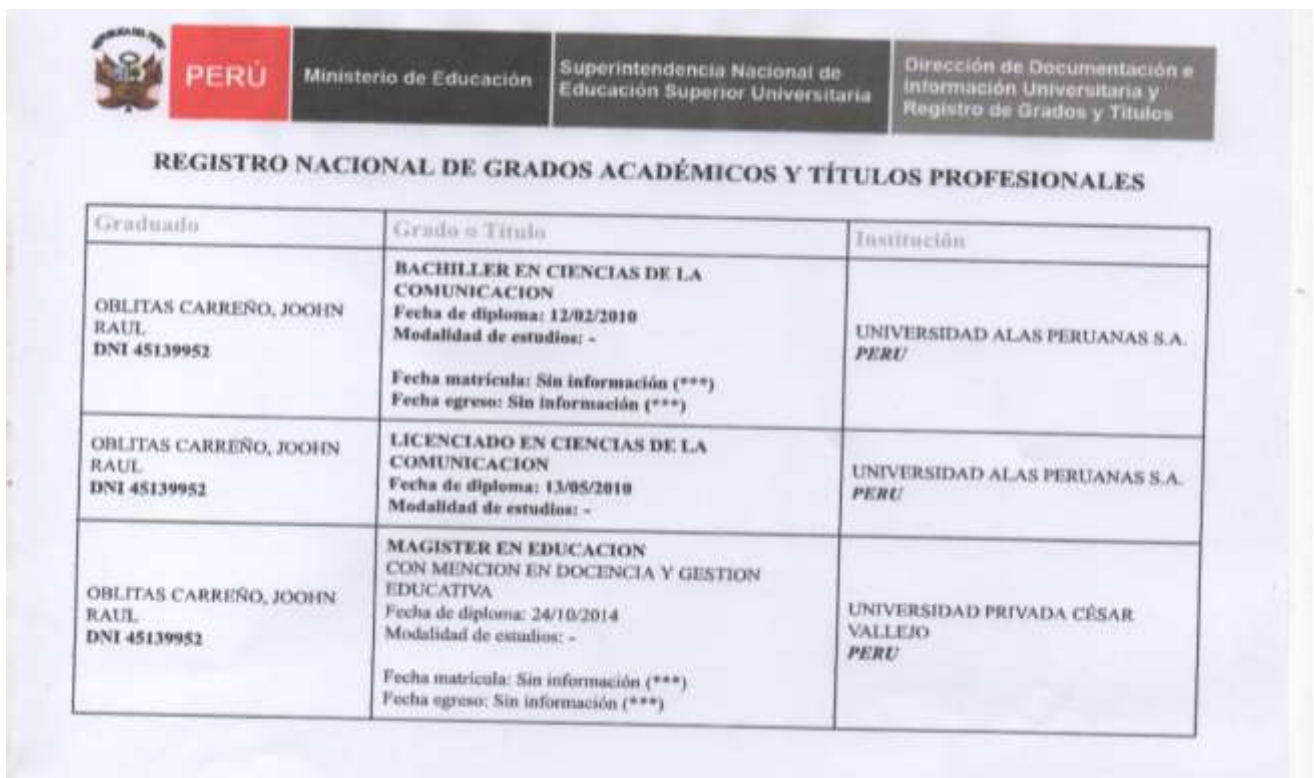 REPUBLICA DEL PERU
PERÚ
Ministerio de Educación
Superintendencia Nacional de
Educación Superior Universitaria
Dirección de Documentación e
Información Universitaria y
Registro de Grados y Títulos
REGISTRO NACIONAL DE GRADOS ACADÉMICOS Y TÍTULOS PROFESIONALES
Graduado
Grado o Título
Institución
OBLITAS CARREÑO, JOOHN
RAUL
DNI 45139952
BACHILLER EN CIENCIAS DE LA
COMUNICACION
Fecha de diploma: 12/02/2010
Modalidad de estudios: -
Fecha matrícula: Sin información (***)
Fecha egreso: Sin información (***)
UNIVERSIDAD ALAS PERUANAS S.A.
PERU
OBLITAS CARREÑO, JOOHN
RAUL
DNI 45139952
LICENCIADO EN CIENCIAS DE LA
COMUNICACION
Fecha de diploma: 13/05/2010
Modalidad de estudios: -
UNIVERSIDAD ALAS PERUANAS S.A.
PERU
OBLITAS CARREÑO, JOOHN
RAUL
DNI 45139952
MAGISTER EN EDUCACION
CON MENCION EN DOCENCIA Y GESTION
EDUCATIVA
Fecha de diploma: 24/10/2014
Modalidad de estudios: -
Fecha matrícula: Sin información (***)
Fecha egreso: Sin información (***)
UNIVERSIDAD PRIVADA CÉSAR
VALLEJO
PERU